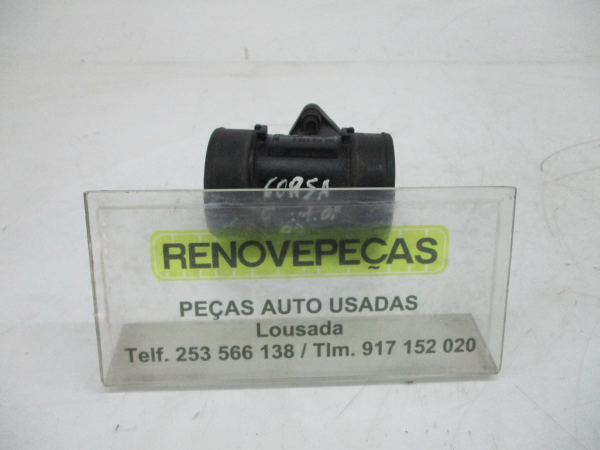 CORSA
RENOVEPEÇAS
PEÇAS AUTO USADAS
Lousada
Telf. 253 566 138 / Tlm. 917 152 020